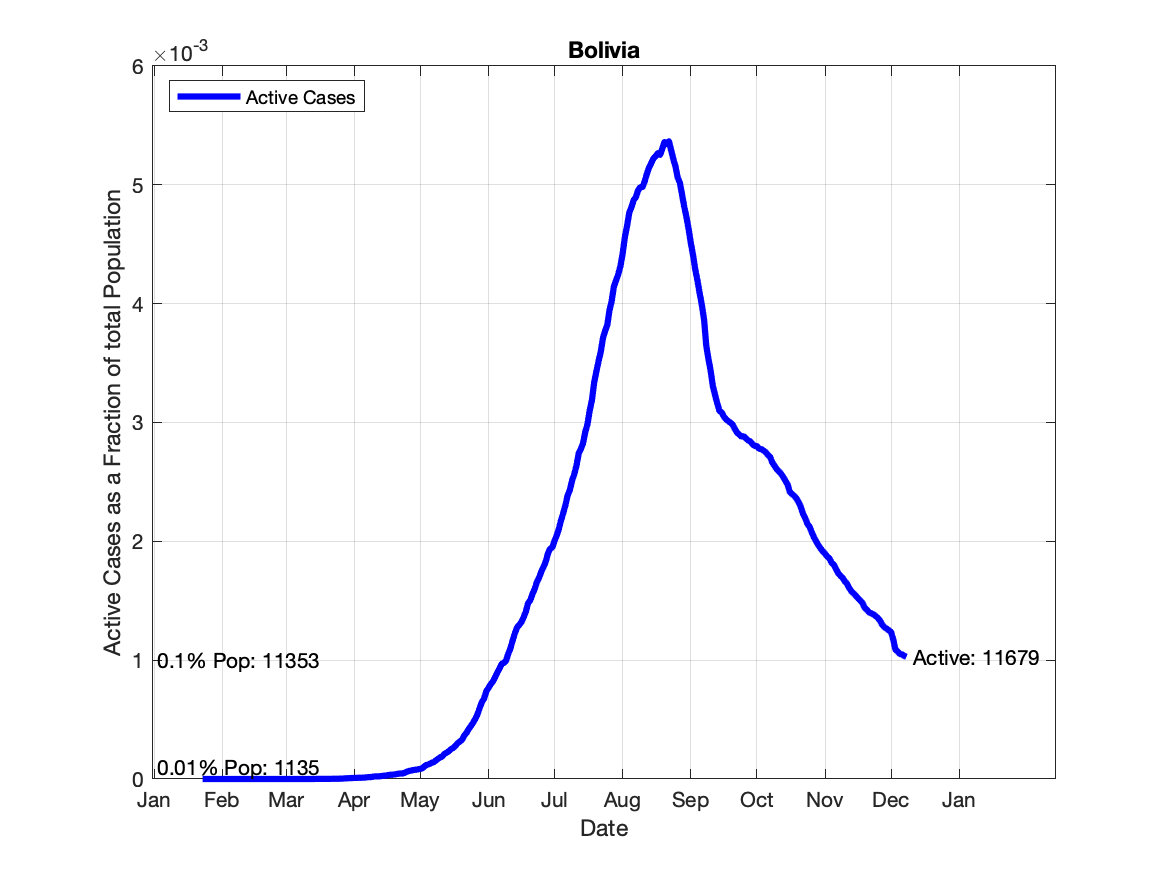 Bolivia
×10-3
Active Cases
6
5
4
3
2
1
0
Active Cases as a Fraction of total Population
0.1% Pop: 11353
0.01% Pop: 1135
Active: 11679
Jan Feb Mar Apr May Jun Jul Aug Sep Oct Nov Dec Jan
Date